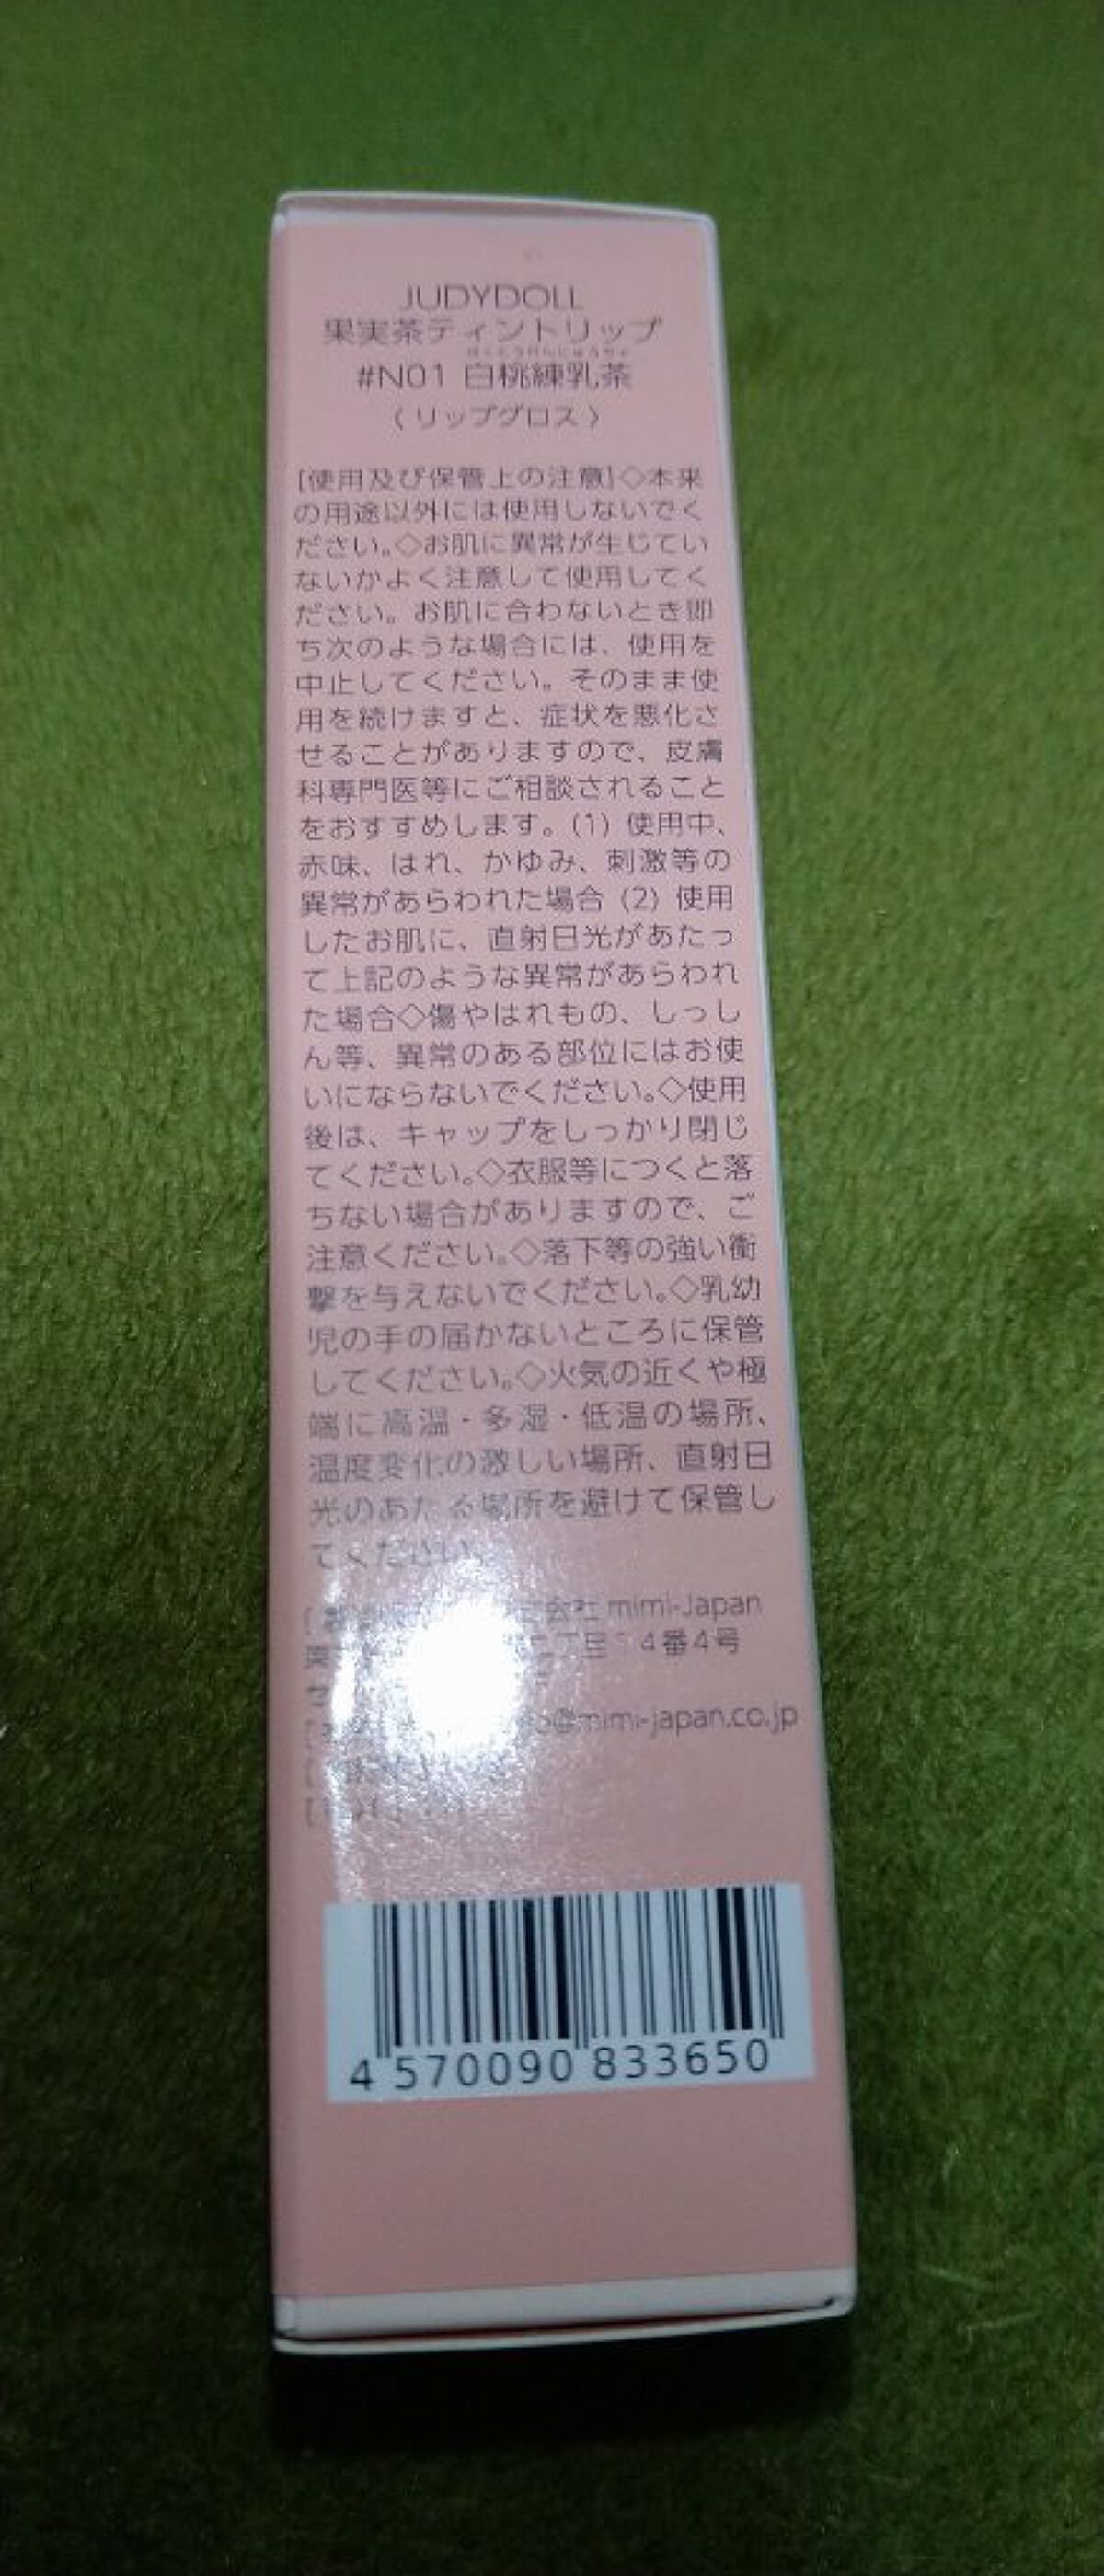 JUDYDOLL
果実茶ティントリップ
はくとうれんにゅうちゃ
#N01 白桃練乳茶
〈リップグロス〉
[使用及び保管上の注意]◇本来
の用途以外には使用しないでく
ださい。◇お肌に異常が生じてい
ないかよく注意して使用してく
ださい。お肌に合わないとき即
ち次のような場合には、使用を
中止してください。そのまま使
用を続けますと、症状を悪化さ
せることがありますので、皮膚
科専門医等にご相談されること
をおすすめします。(1) 使用中、
赤味、はれ、かゆみ、刺激等の
異常があらわれた場合 (2) 使用
したお肌に、直射日光があたっ
て上記のような異常があらわれ
た場合◇傷やはれもの、しっし
ん等、異常のある部位にはお使
いにならないでください。◇使用
後は、キャップをしっかり閉じ
てください。◇衣服等につくと落
ちない場合がありますので、ご
注意ください。◇落下等の強い衝
撃を与えないでください。◇乳幼
児の手の届かないところに保管
してください。◇火気の近くや極
端に高温・多湿・低温の場所、
温度変化の激しい場所、直射日
光のあたる場所を避けて保管し
てください。
会社 mimi-Japan
二丁目14番4号
@mimi-japan.co.jp
4 570090 833650